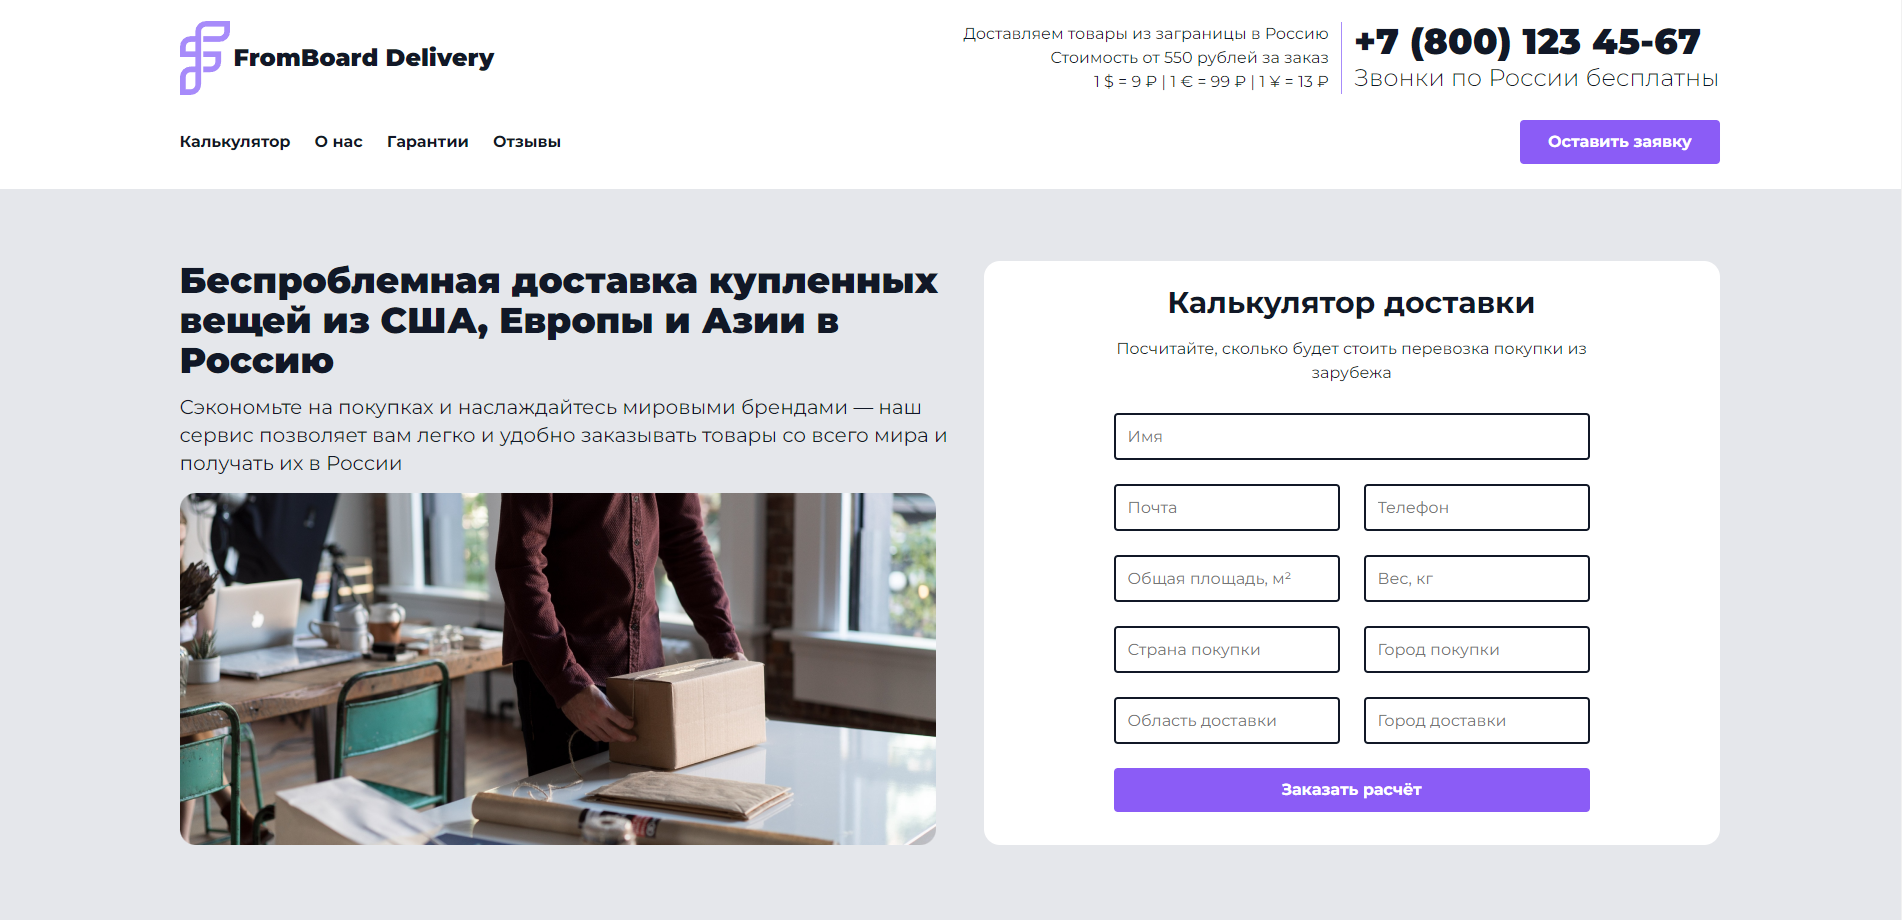 FromBoard Delivery
Доставляем товары из заграницы в Россию
Стоимость от 550 рублей за заказ
1 $ = 9 ₽ | 1 € = 99 ₽ | 1 ¥ = 13 ₽
+7 (800) 123 45-67
Звонки по России бесплатны
Калькулятор О нас Гарантии Отзывы
Оставить заявку
Беспроблемная доставка купленных
вещей из США, Европы и Азии в
Россию
Сэкономьте на покупках и наслаждайтесь мировыми брендами — наш
сервис позволяет вам легко и удобно заказывать товары со всего мира и
получать их в России
Калькулятор доставки
Посчитайте, сколько будет стоить перевозка покупки из
зарубежа
Имя
Почта Телефон
Общая площадь, м² Вес, кг
Страна покупки Город покупки
Область доставки Город доставки
Заказать расчёт